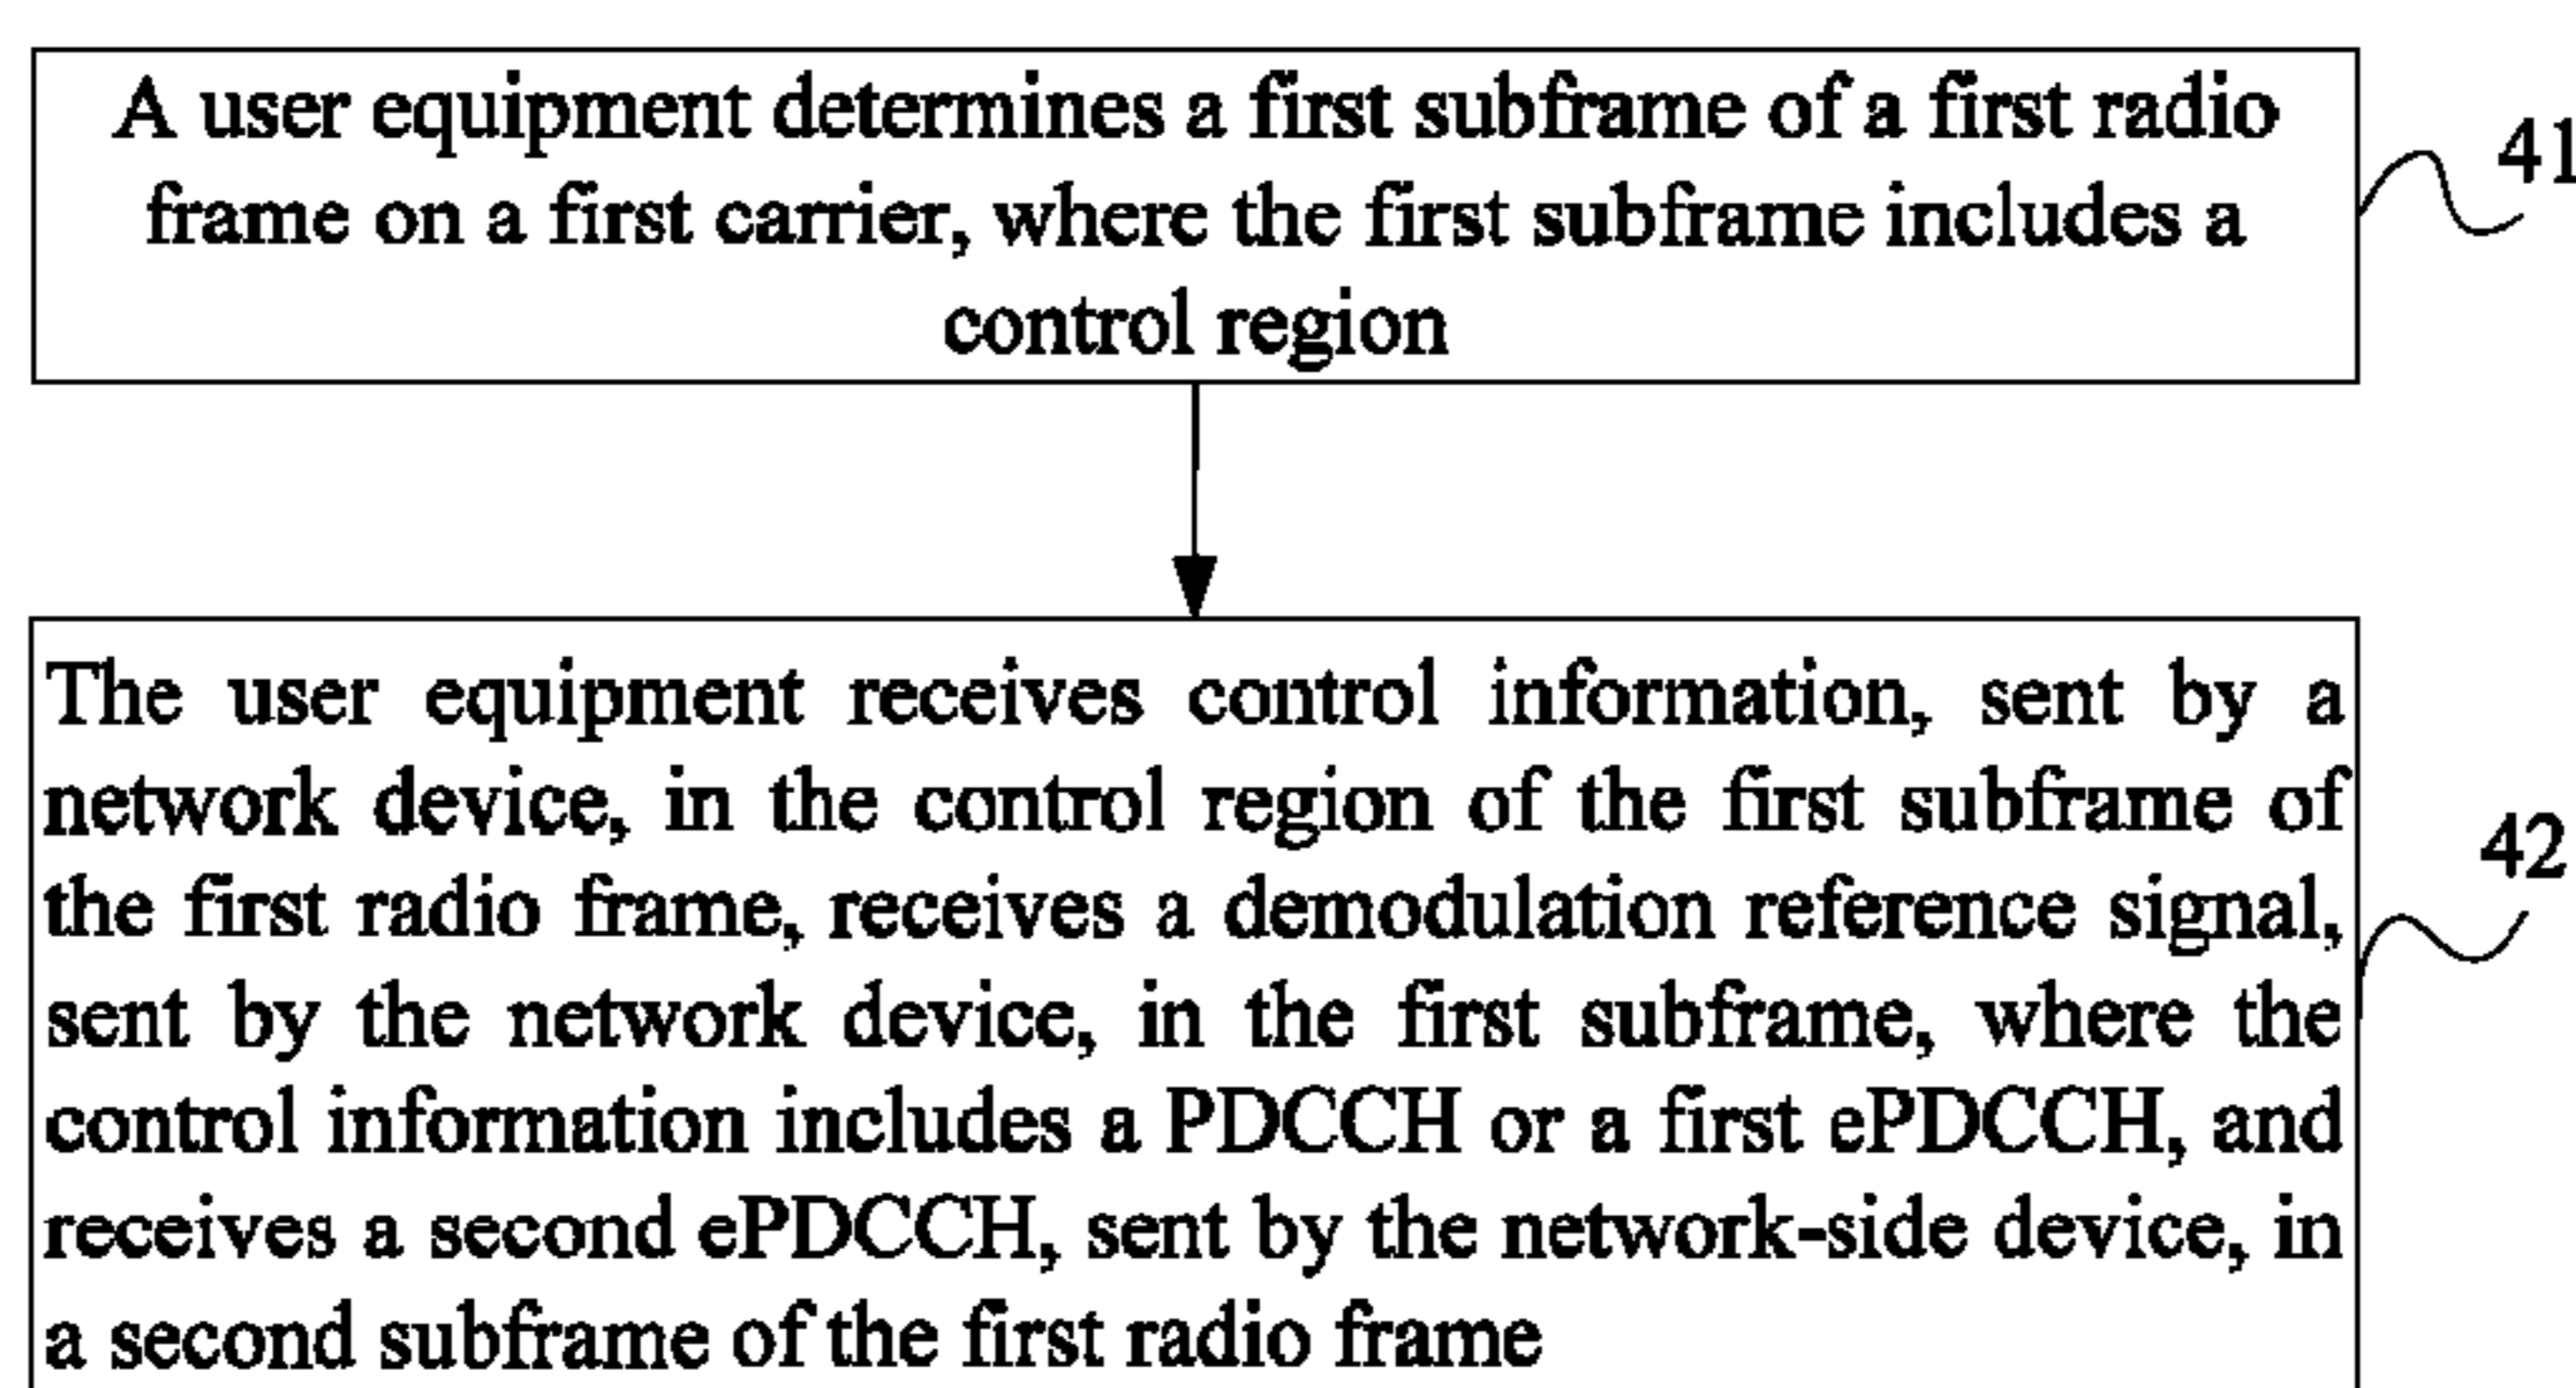 A user equipment determines a first subframe of a first radio
frame on a first carrier, where the first subframe includes a
control region
41
The user equipment receives control information, sent by a
network device, in the control region of the first subframe of
the first radio frame, receives a demodulation reference signal,
sent by the network device, in the first subframe, where the
control information includes a PDCCH or a first ePDCCH, and
receives a second ePDCCH, sent by the network-side device, in
a second subframe of the first radio frame
42